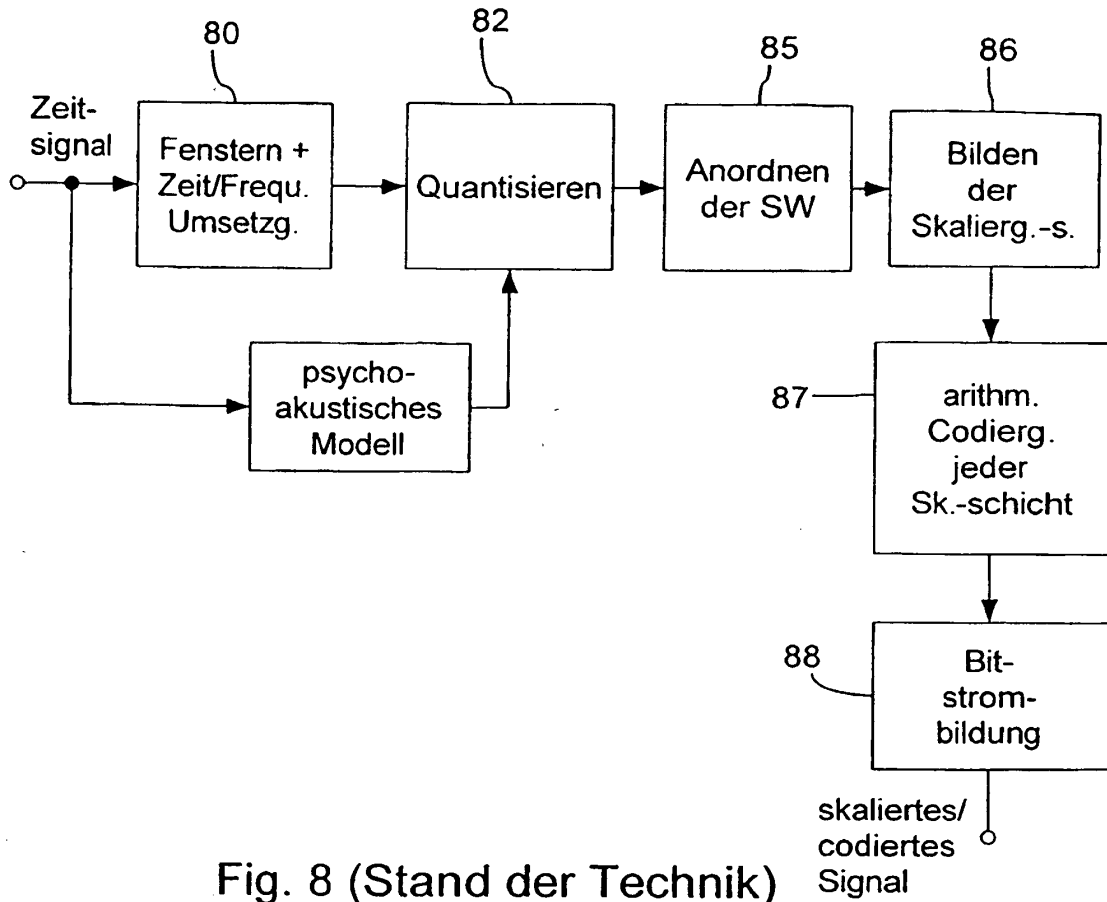 80
82
85
86
Zeit-
signal
Fenstern +
Zeit/Frequ.
Umsetzg.
Quantisieren
Anordnen
der SW
Bilden
der
Skalierg.-s.
psycho-
akustisches
Modell
87
arithm.
Codierg.
jeder
Sk.-schicht
88
Bit-
strom-
bildung
skaliertes/
codiertes
Signal
Fig. 8 (Stand der Technik)